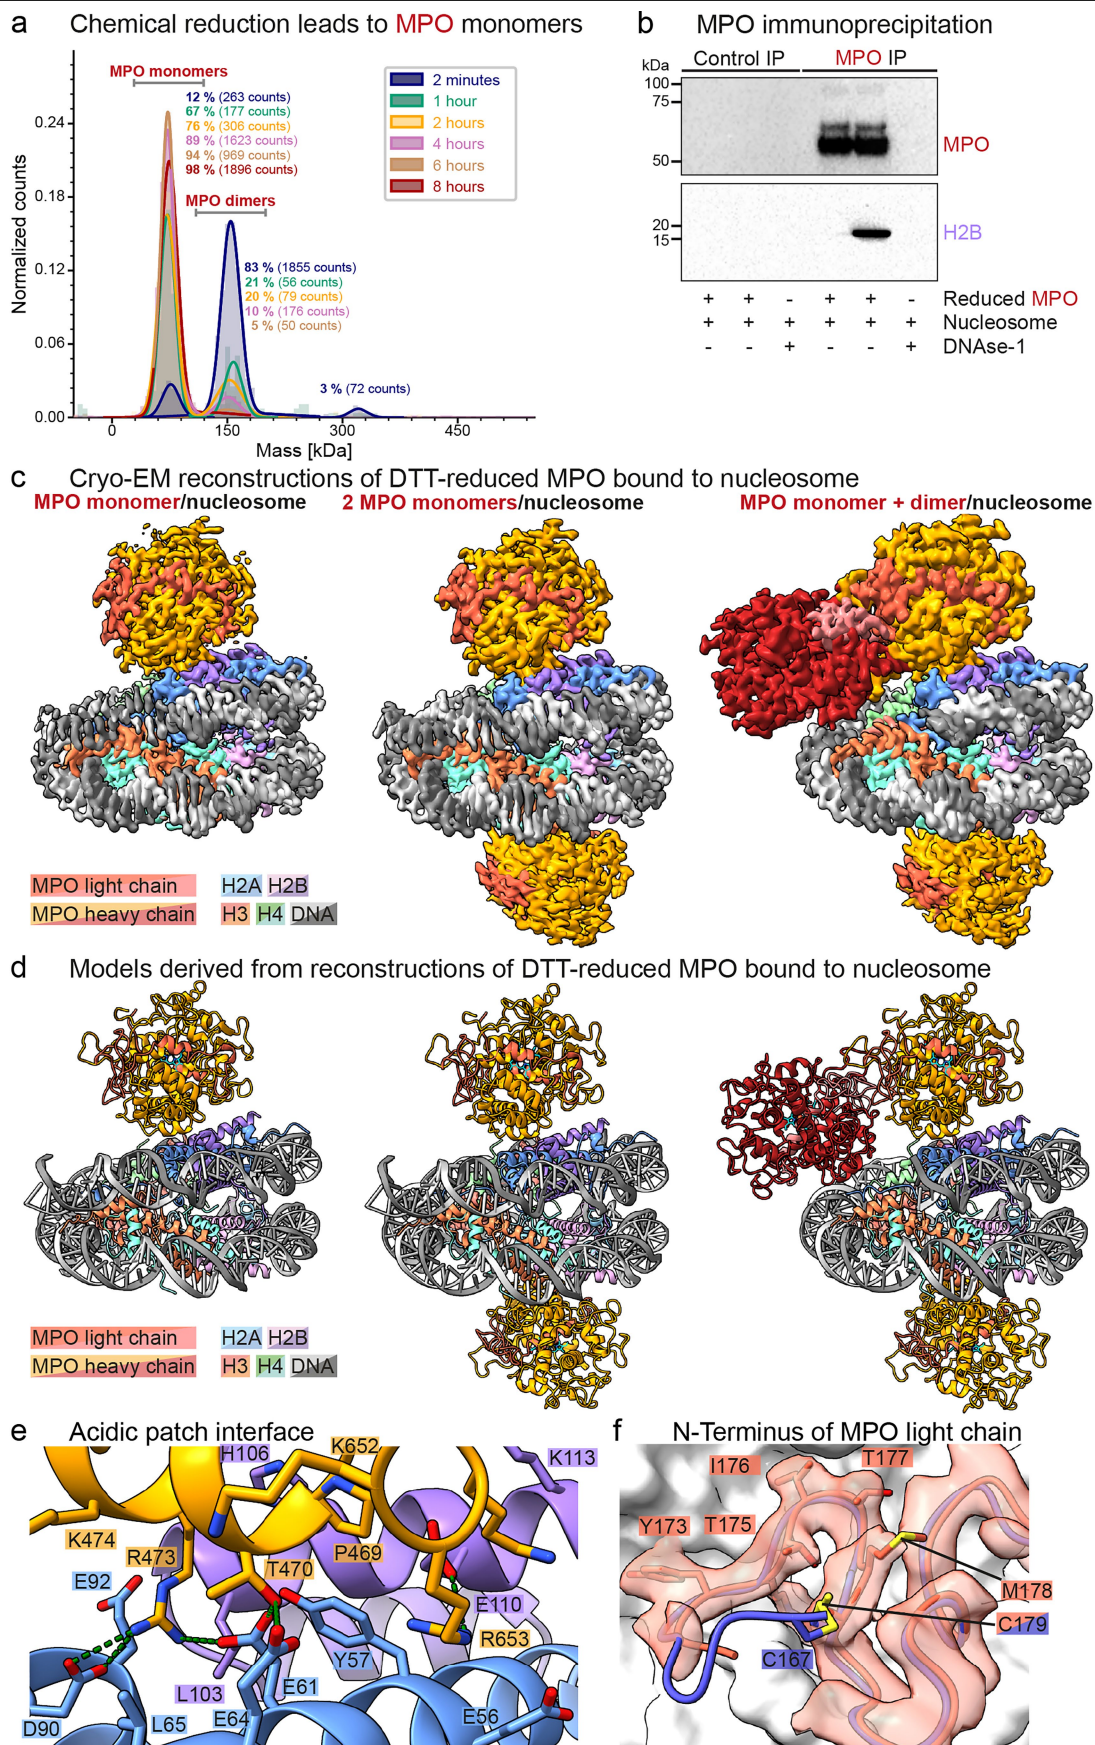 a Chemical reduction leads to MPO monomers
MPO monomers
12 % (263 counts)
67 % (177 counts)
76 % (306 counts)
89 % (1623 counts)
94 % (969 counts)
98 % (1896 counts)
MPO dimers
83 % (1855 counts)
21 % (56 counts)
20 % (79 counts)
10 % (176 counts)
5 % (50 counts)
3 % (72 counts)
2 minutes
1 hour
2 hours
4 hours
6 hours
8 hours
Normalized counts
0.24
0.18
0.12
0.06
0.00
0 150 300 450
Mass [kDa]
b MPO immunoprecipitation
kDa Control IP MPO IP
100
75
50
MPO
20
15
H2B
+ + - + + - Reduced MPO
+ + + + + + Nucleosome
- - + - - + DNAse-1
c Cryo-EM reconstructions of DTT-reduced MPO bound to nucleosome
MPO monomer/nucleosome 2 MPO monomers/nucleosome MPO monomer + dimer/nucleosome
MPO light chain H2A H2B
MPO heavy chain H3 H4 DNA
d Models derived from reconstructions of DTT-reduced MPO bound to nucleosome
MPO light chain H2A H2B
MPO heavy chain H3 H4 DNA
e Acidic patch interface
H106
K652
K113
K474
R473
T470
P469
E92
E110
R653
Y57
L103
E61
D90
L65
E64
E56
f N-Terminus of MPO light chain
I176
T177
Y173
T175
M178
C179
C167